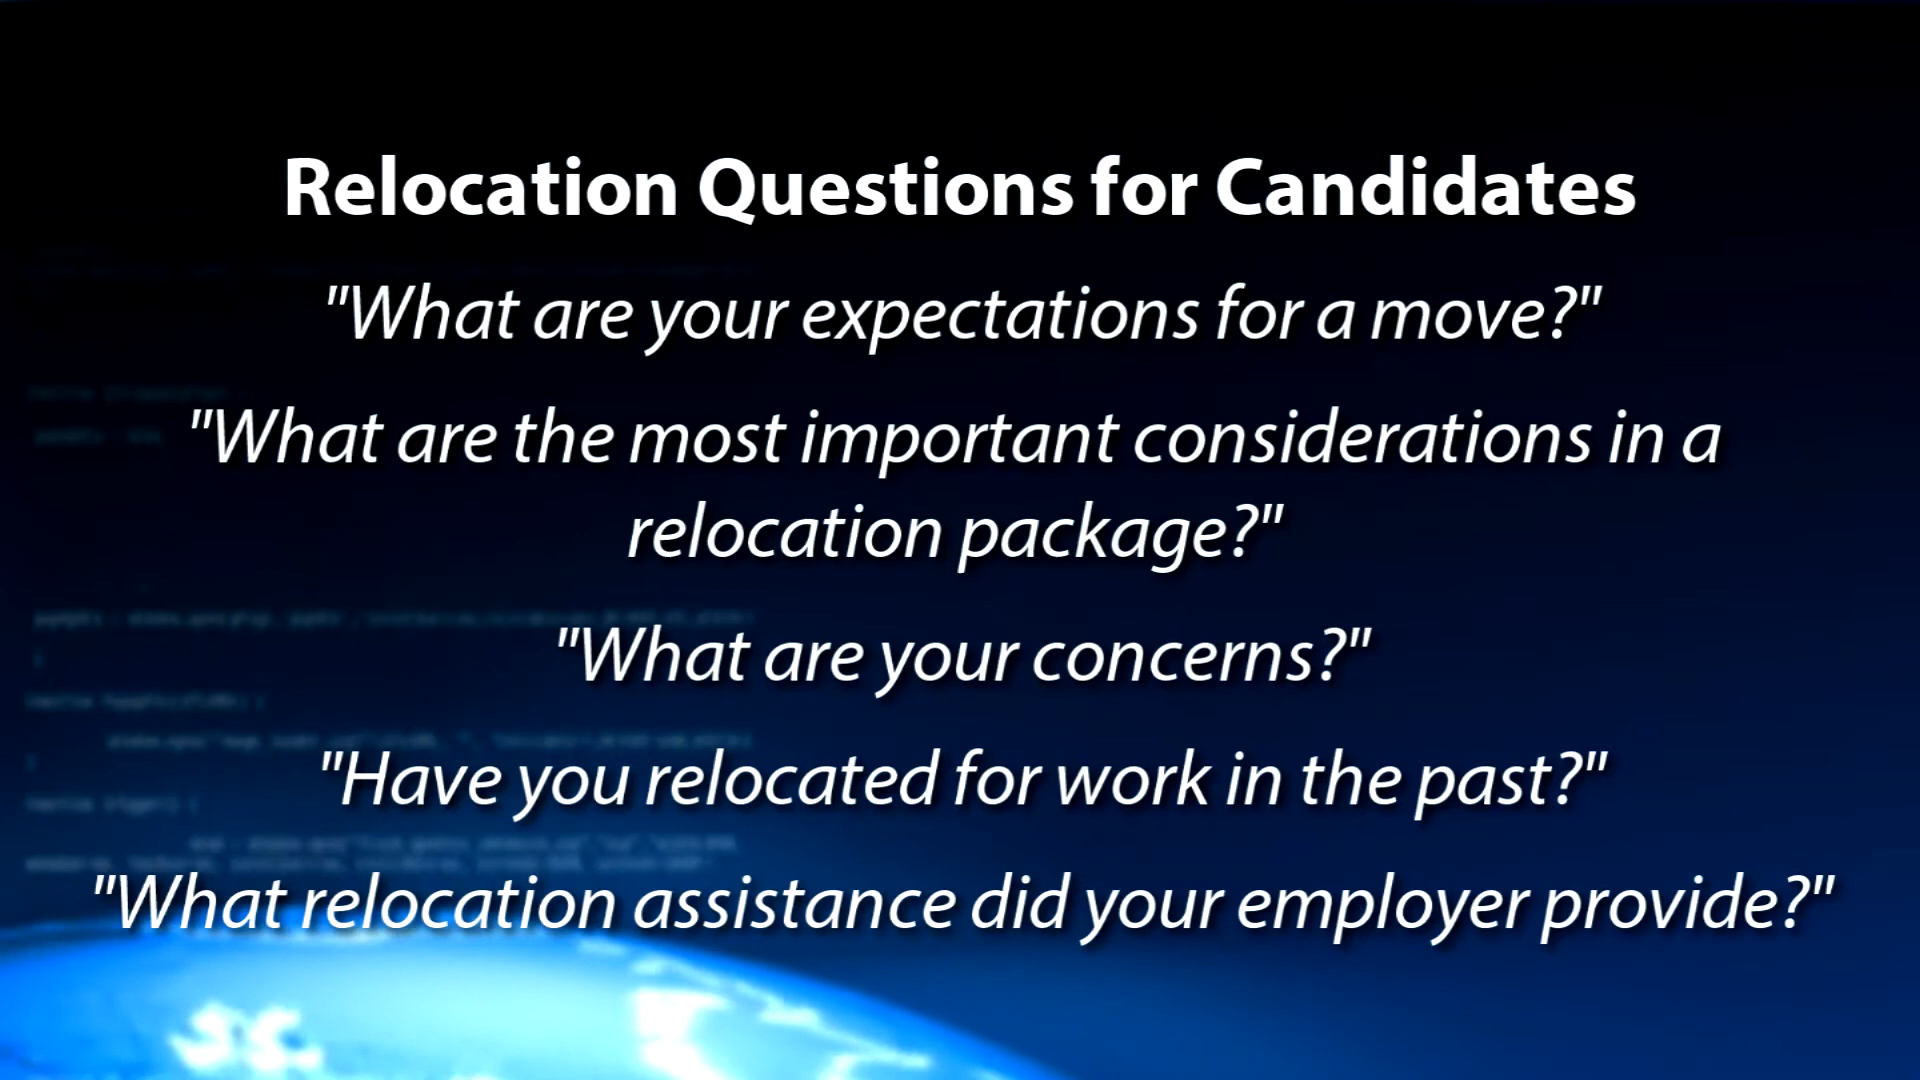 Relocation Questions for Candidates
"What are your expectations for a move?"
"What are the most important considerations in a
relocation package?"
"What are your concerns?"
"Have you relocated for work in the past?"
"What relocation assistance did your employer provide?"